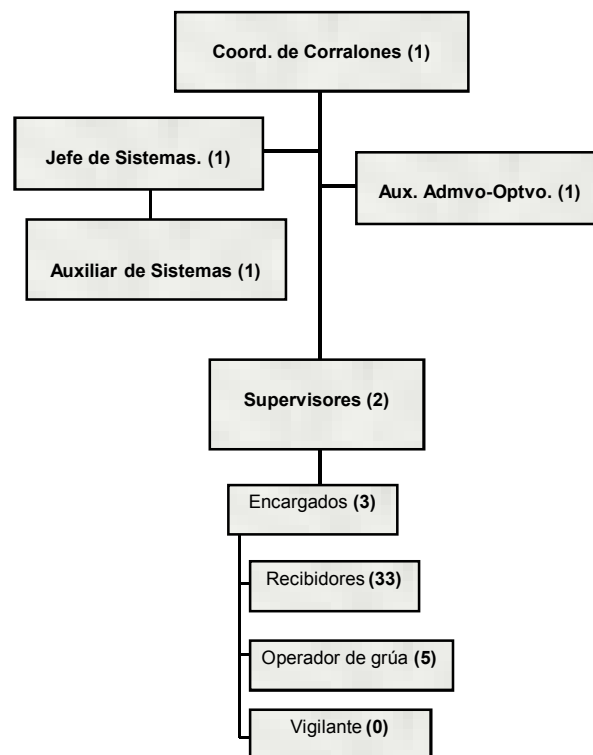 Coord. de Corralones (1)
Jefe de Sistemas. (1)
Aux. Admvo-Optvo. (1)
Auxiliar de Sistemas (1)
Supervisores (2)
Encargados (3)
Recibidores (33)
Operador de grúa (5)
Vigilante (0)